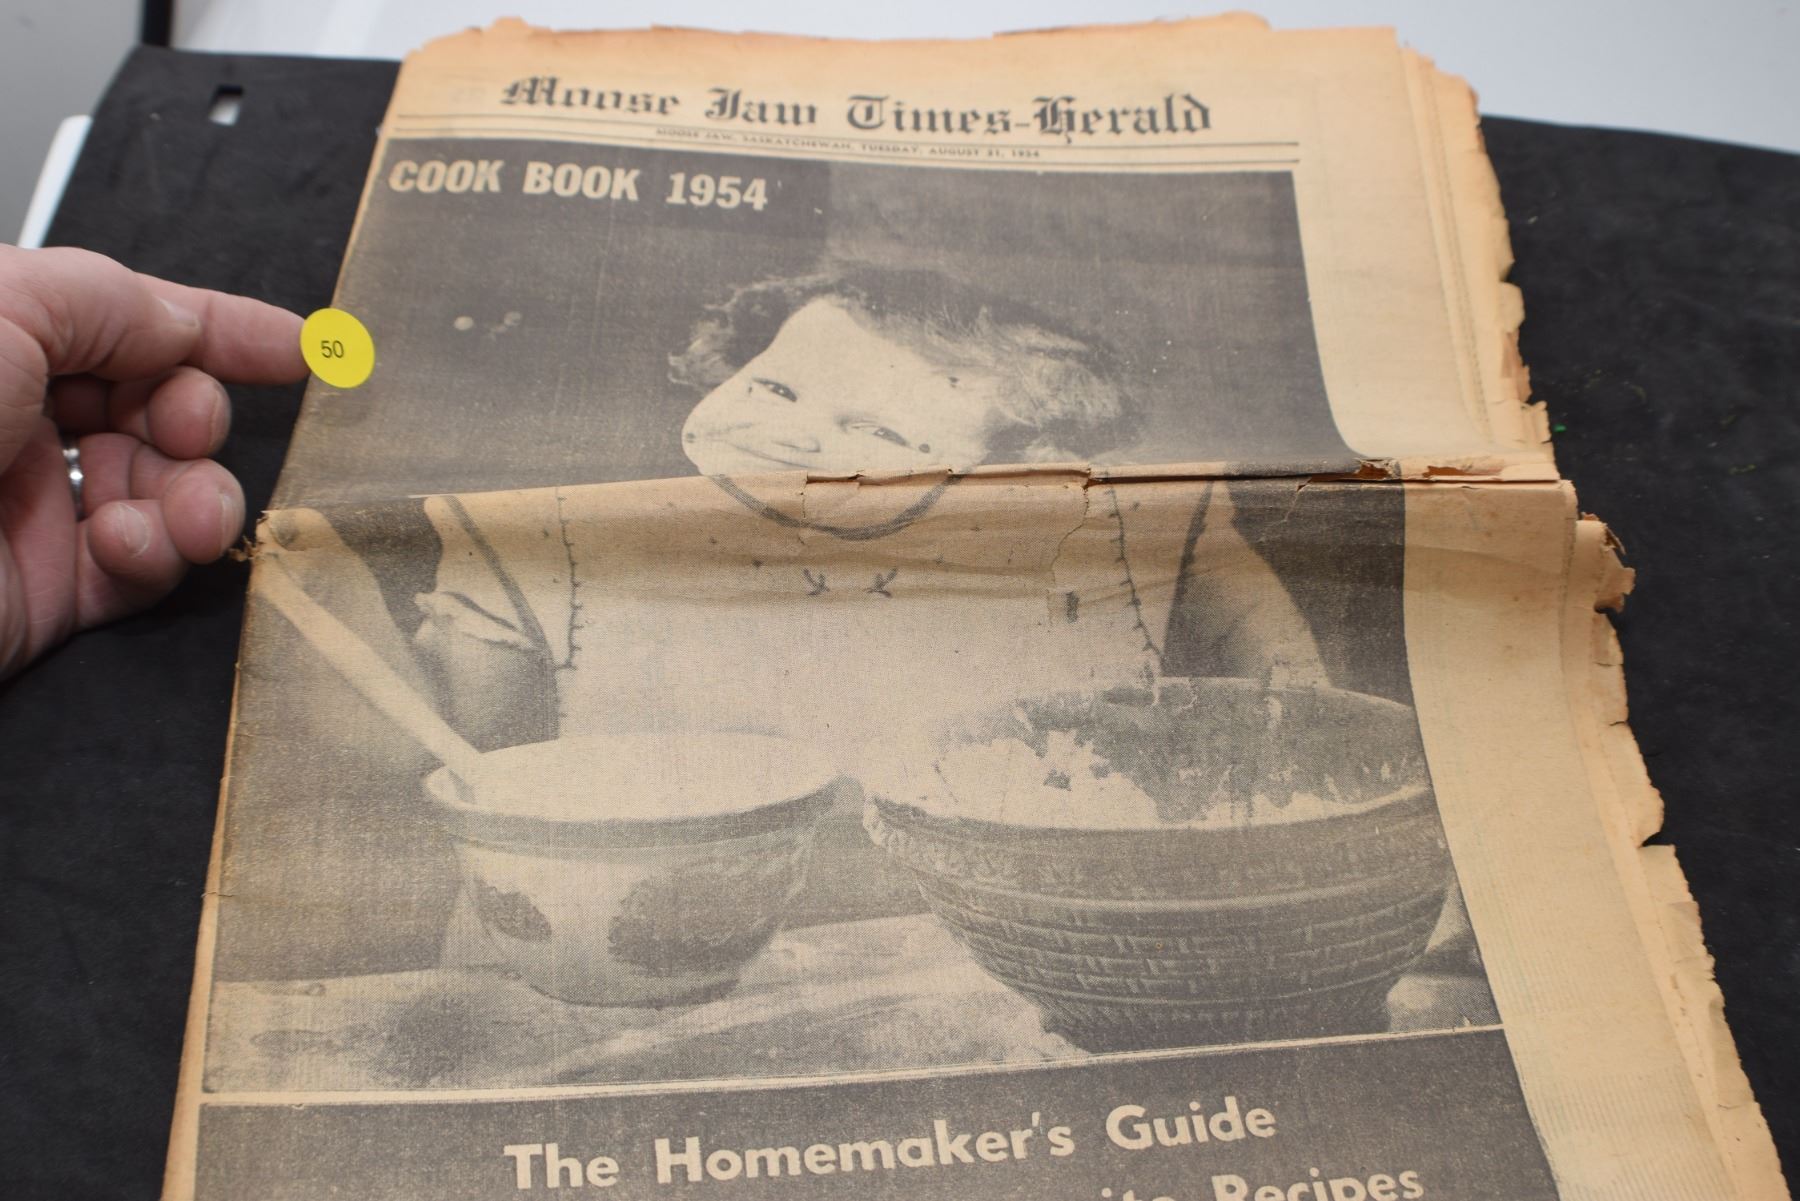 Moose Jaw Times-Herald
MOOSE JAW, SASKATCHEWAN, TUESDAY, AUGUST 31, 1954
COOK BOOK 1954
50
The Homemaker's Guide
Recipes